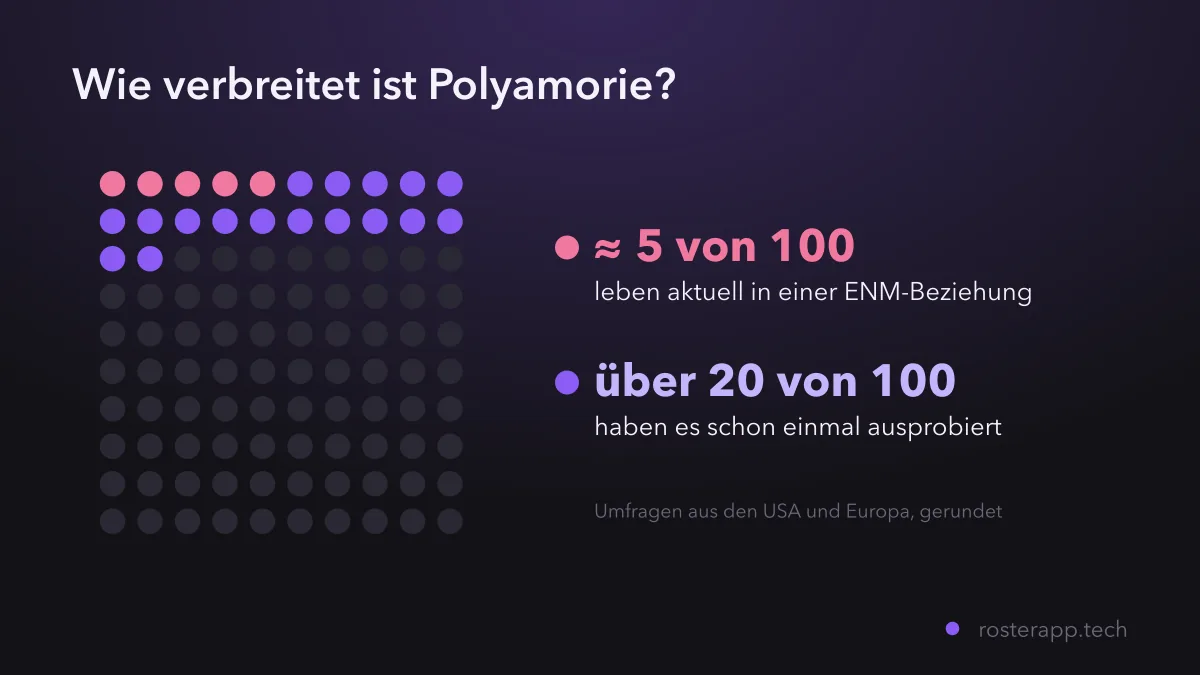 Wie verbreitet ist Polyamorie?
≈ 5 von 100
leben aktuell in einer ENM-Beziehung
über 20 von 100
haben es schon einmal ausprobiert
Umfragen aus den USA und Europa, gerundet
rosterapp.tech